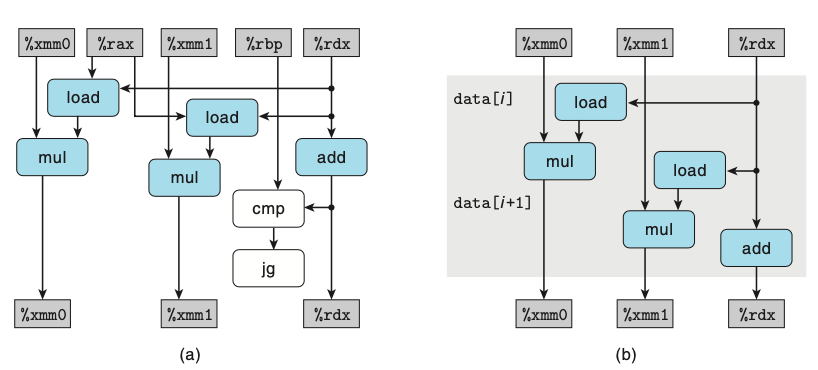 %xmm0 %rax %xmm1 %rbp %rdx
load
load
mul
add
mul
cmp
jg
%xmm0 %xmm1 %rdx
(a)
%xmm0 %xmm1 %rdx
data[i]
load
mul
load
data[i+1]
mul
add
%xmm0 %xmm1 %rdx
(b)